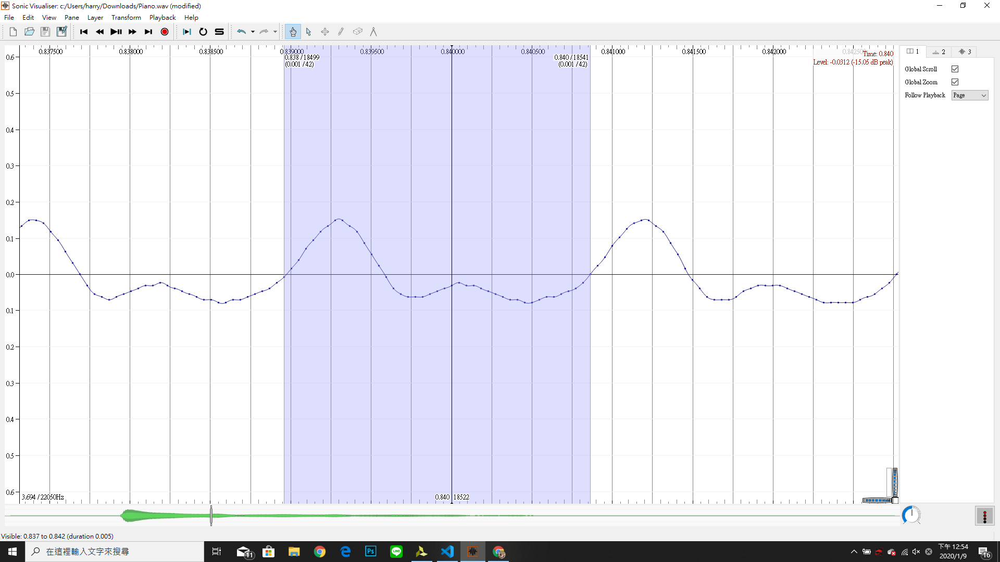 Sonic Visualiser: c:/Users/harry/Downloads/Piano.wav (modified)
File Edit View Pane Layer Transform Playback Help
0.837500 0.838000 0.838500 0.839000 0.839500 0.840000 0.840500 0.841000 0.841500 0.842000 0.842500
0.838 / 18499
(0.001 / 42)
0.840 / 18541
(0.001 / 42)
Time: 0.840
Level: -0.0312 (-15.05 dB peak)
0.6
0.5
0.4
0.3
0.2
0.1
0.0
0.1
0.2
0.3
0.4
0.5
0.6
3.694 / 22050Hz
0.840 18522
1 2 3
Global Scroll
Global Zoom
Follow Playback Page
Visible: 0.837 to 0.842 (duration 0.005)
在這裡輸入文字來搜尋
11
Ps
LINE
下午 12:54
2020/1/9
16